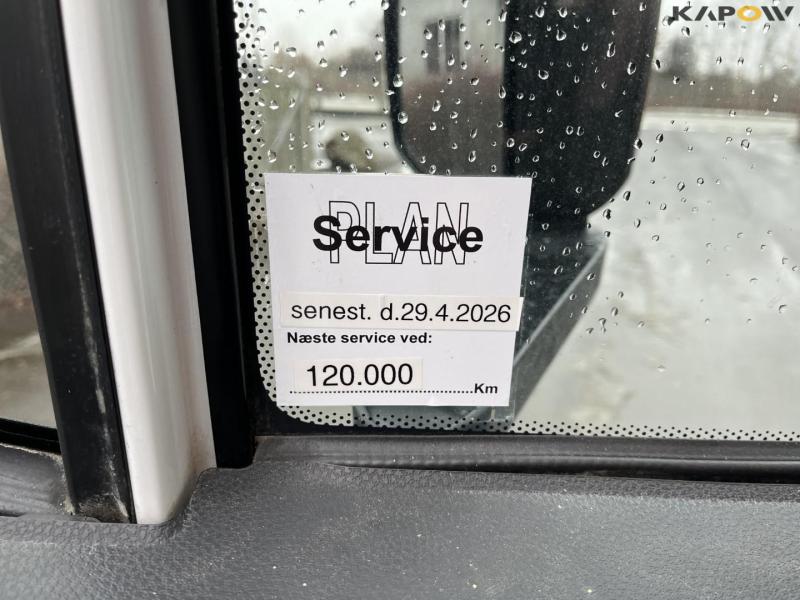 KAPOW
PLAN
Service
senest. d.29.4.2026
Næste service ved:
120.000
Km